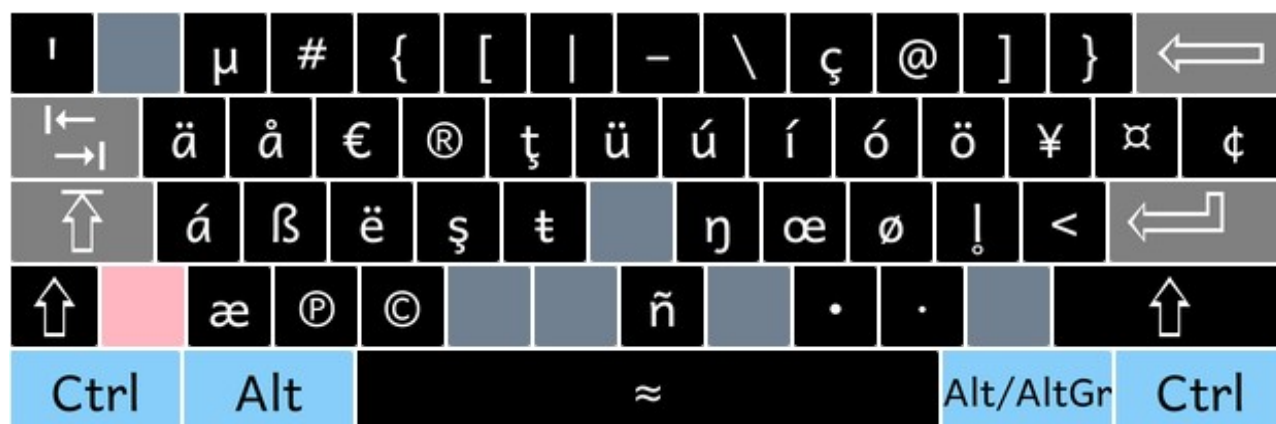 ˈ µ # { [ | – \ ç @ ] }
ä å € ® ţ ü ú í ó ö ¥ ¤ ¢
á ß ë ş ŧ ŋ œ ø l̥ <
æ ℗ © ñ • ·
Ctrl Alt ≈ Alt/AltGr Ctrl